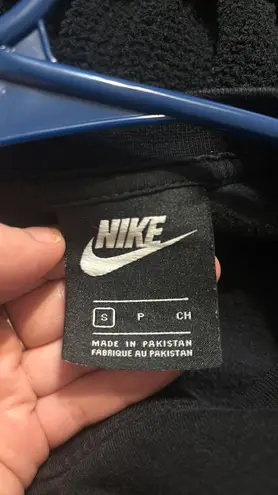 NIKE
S P CH
MADE IN PAKISTAN
FABRIQUE AU PAKISTAN